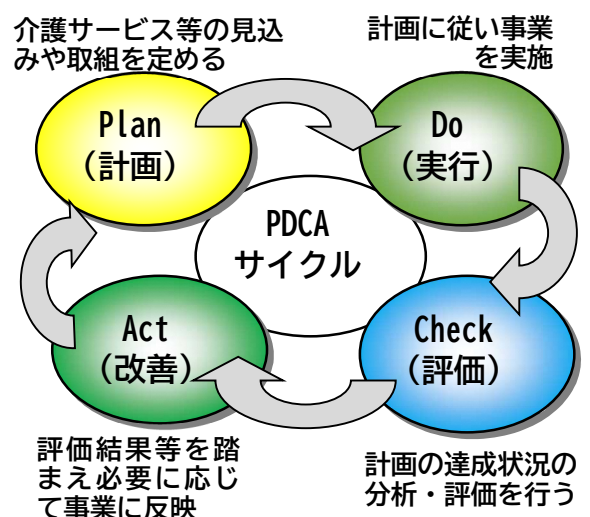 介護サービス等の見込
みや取組を定める
計画に従い事業
を実施
Plan
（計画）
Do
（実行）
PDCA
サイクル
Act
（改善）
Check
（評価）
評価結果等を踏
まえ必要に応じ
て事業に反映
計画の達成状況の
分析・評価を行う